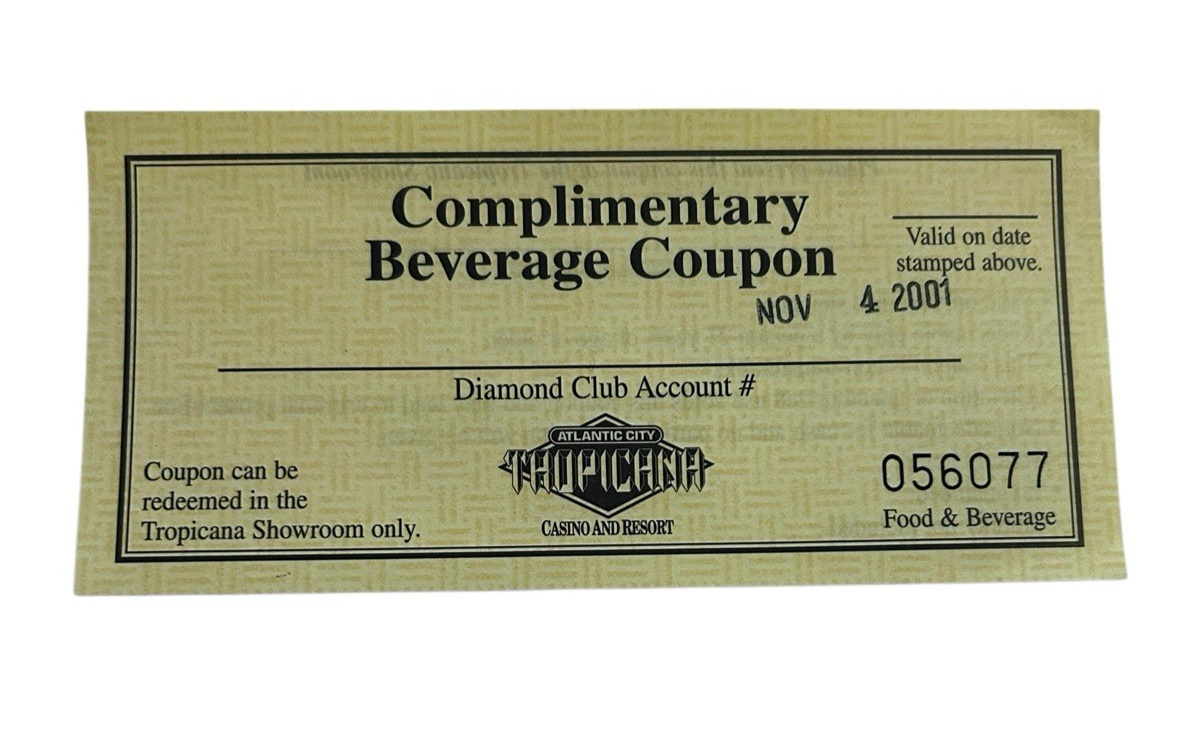 Complimentary
Beverage Coupon
Valid on date
stamped above.
NOV 4 2001
Diamond Club Account #
ATLANTIC CITY
TROPICANA
CASINO AND RESORT
Coupon can be
redeemed in the
Tropicana Showroom only.
056077
Food & Beverage